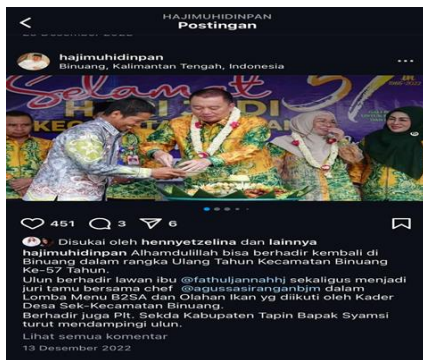 HAJIMUHIDINPAN
Postingan
hajimuhidinpan
Binuang, Kalimantan Tengah, Indonesia
Selamat
HARI JADI
57
451 3 6
Disukai oleh hennyetzelina dan lainnya
hajimuhidinpan Alhamdulillah bisa berhadir kembali di
Binuang dalam rangka Ulang Tahun Kecamatan Binuang
Ke-57 Tahun.
Ulun berhadir lawan ibu @fathuljannahhj sekaligus menjadi
juri tamu bersama chef @agussasiranganbjm dalam
Lomba Menu B2SA dan Olahan Ikan yg diikuti oleh Kader
Desa Sek-Kecamatan Binuang.
Berhadir juga Plt. Sekda Kabupaten Tapin Bapak Syamsi
turut mendampingi ulun.
Lihat semua komentar
13 Desember 2022